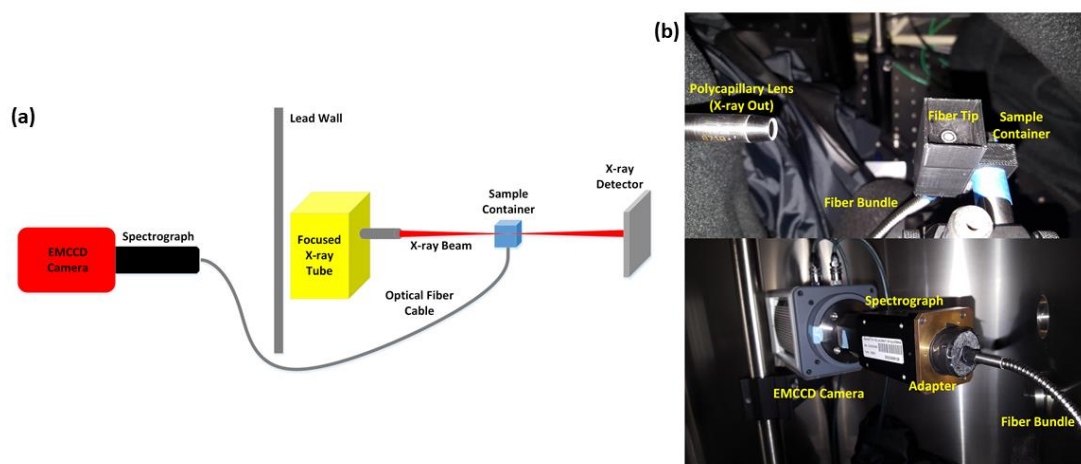 (a)
Lead Wall
Spectrograph
EMCCD
Camera
Focused
X-ray
Tube
X-ray Beam
Optical Fiber
Cable
Sample
Container
X-ray
Detector
(b)
Polycapillary Lens
(X-ray Out)
Fiber Tip
Sample
Container
Fiber Bundle
Spectrograph
EMCCD Camera
Adapter
Fiber Bundle